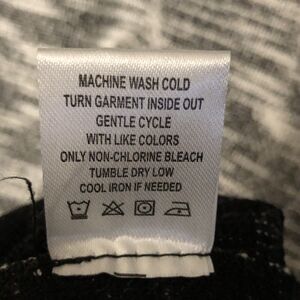 MACHINE WASH COLD
TURN GARMENT INSIDE OUT
GENTLE CYCLE
WITH LIKE COLORS
ONLY NON-CHLORINE BLEACH
TUMBLE DRY LOW
COOL IRON IF NEEDED